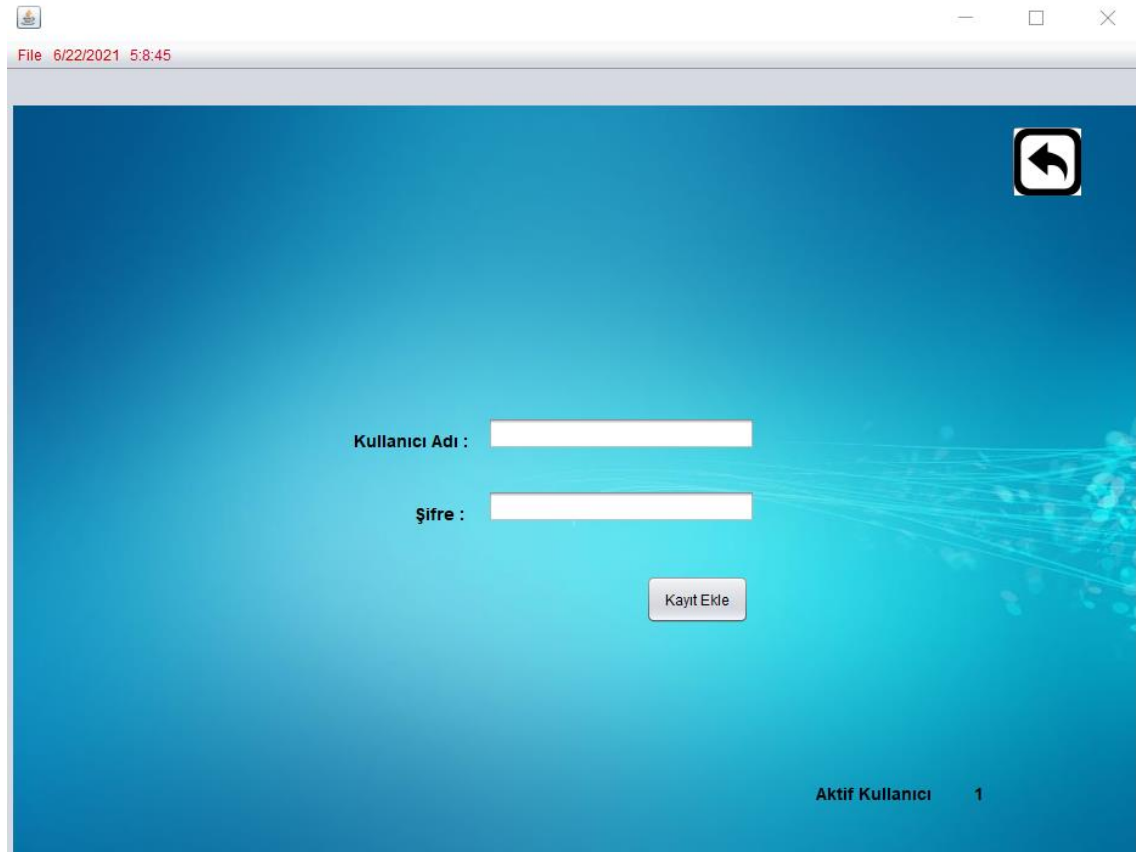 File 6/22/2021 5:8:45
Kullanıcı Adı :
Şifre :
Kayıt Ekle
Aktif Kullanıcı 1